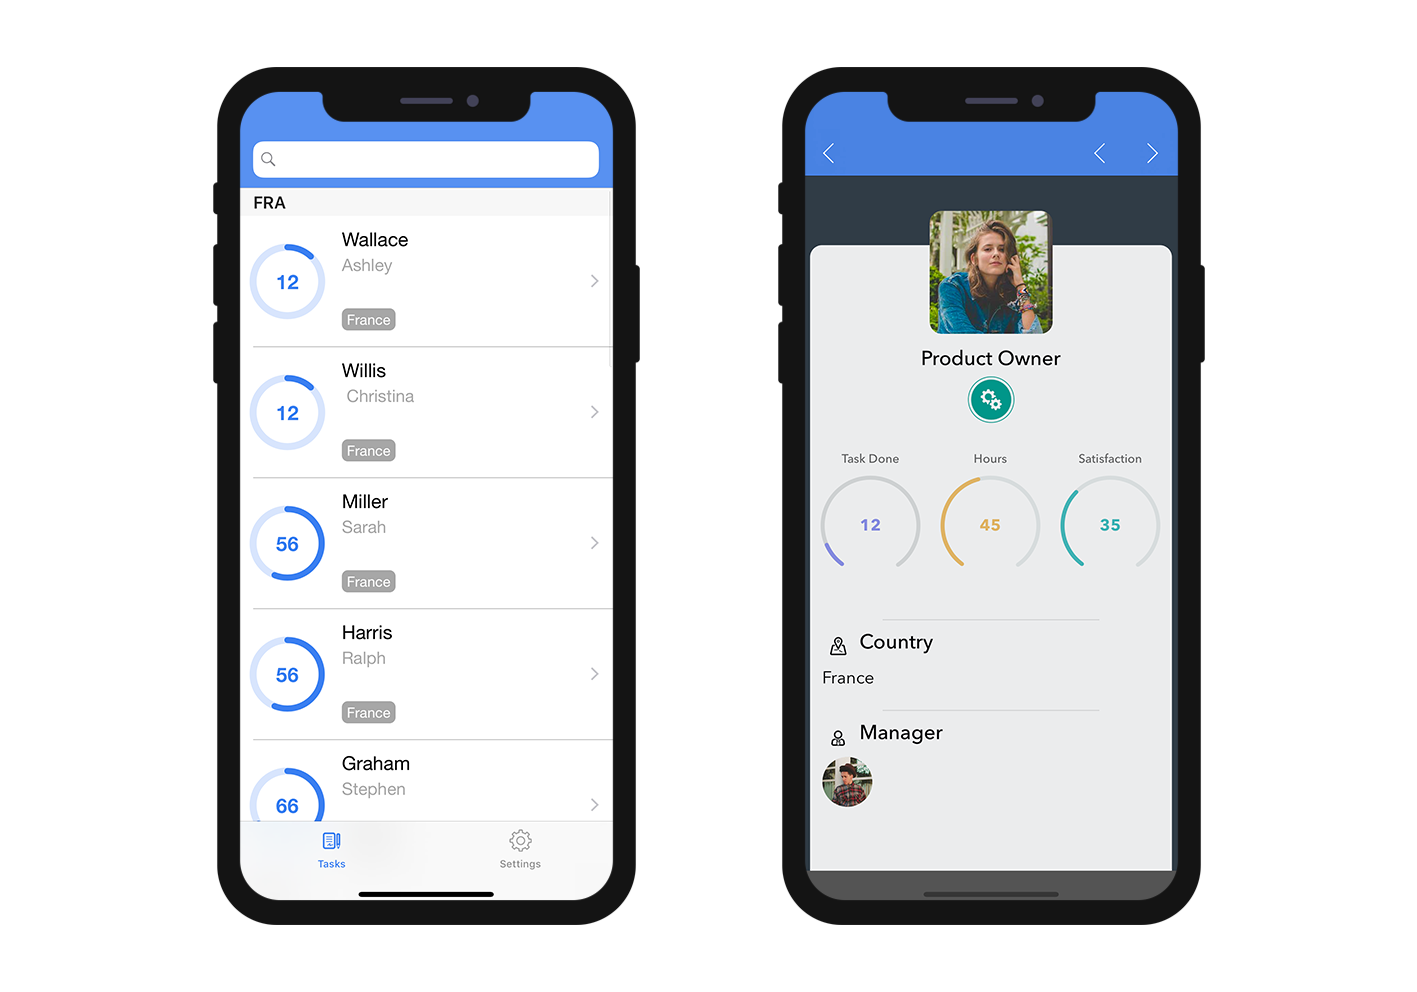 FRA
Wallace
Ashley
12
France
Willis
Christina
12
France
Miller
Sarah
56
France
Harris
Ralph
56
France
Graham
Stephen
66
Tasks
Settings
Product Owner
Task Done
Hours
Satisfaction
12
45
35
Country
France
Manager